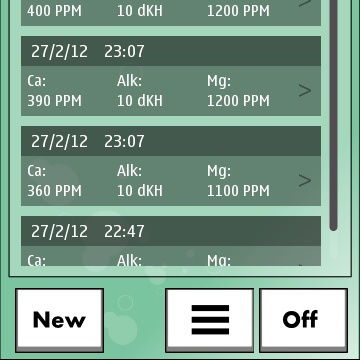 400 PPM 10 dKH 1200 PPM >
27/2/12 23:07
Ca: Alk: Mg:
390 PPM 10 dKH 1200 PPM >
27/2/12 23:07
Ca: Alk: Mg:
360 PPM 10 dKH 1100 PPM >
27/2/12 22:47
Ca: Alk: Mg:
New Off